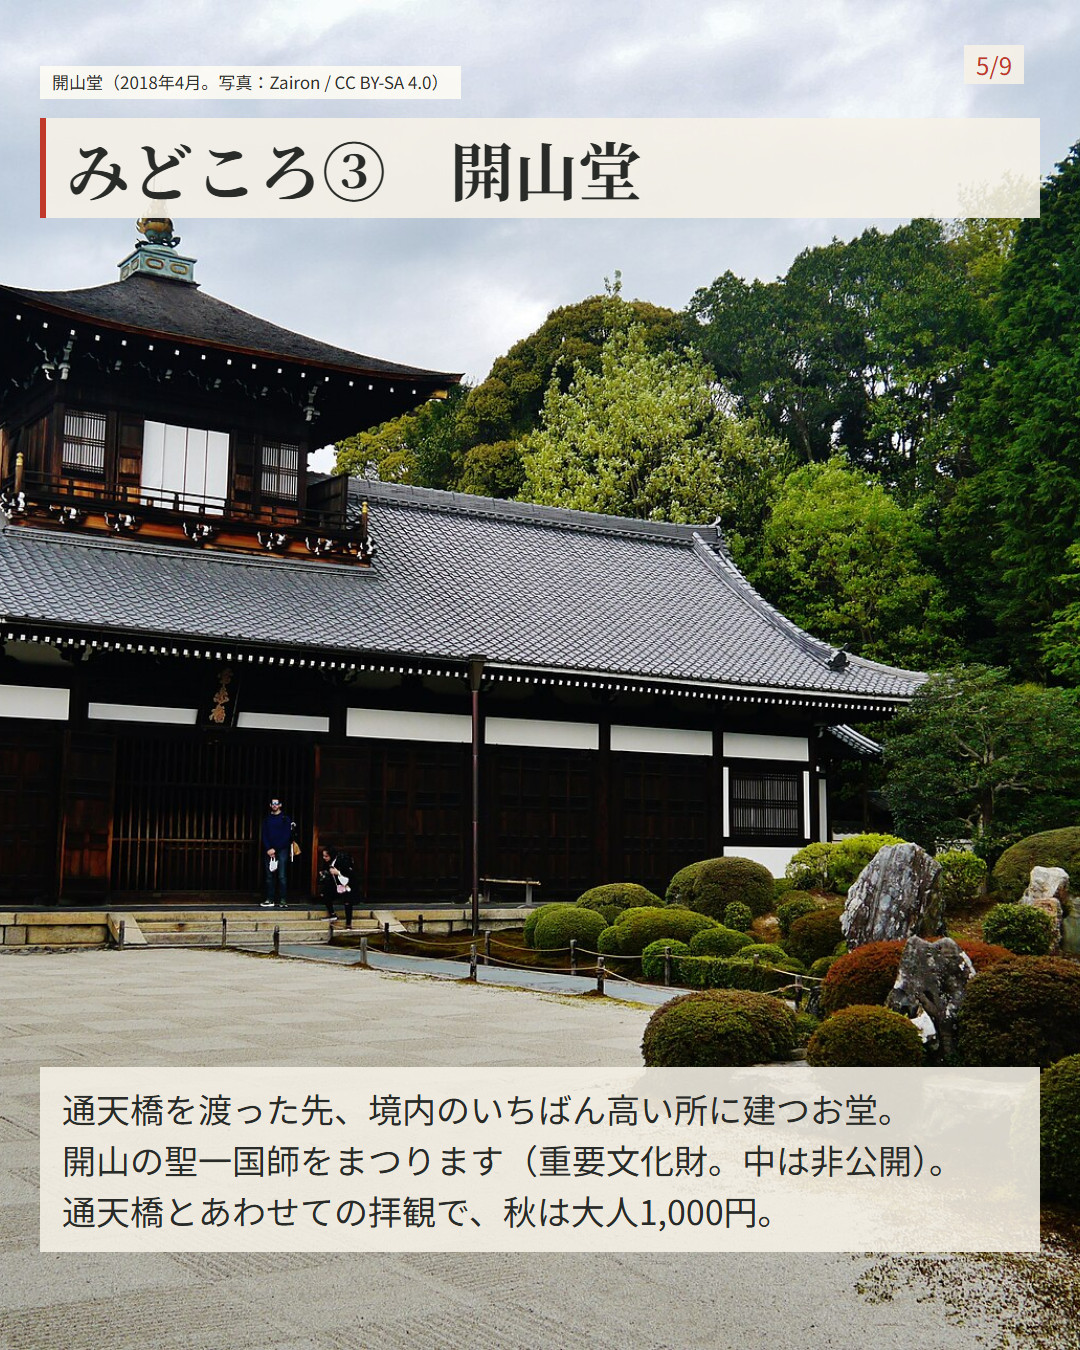 5/9
開山堂（2018年4月。写真：Zairon / CC BY-SA 4.0）
みどころ③　開山堂
通天橋を渡った先、境内のいちばん高い所に建つお堂。
開山の聖一国師をまつります（重要文化財。中は非公開）。
通天橋とあわせての拝観で、秋は大人1,000円。